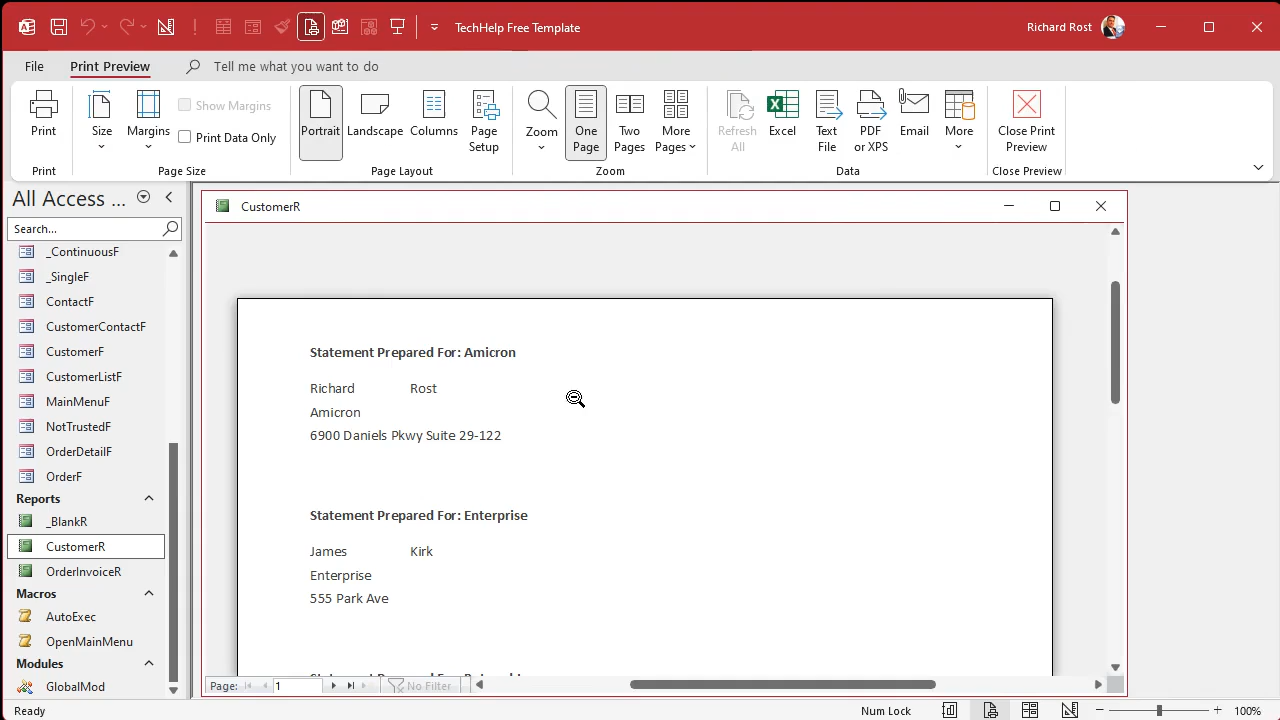 TechHelp Free Template
Richard Rost
File
Print Preview
Tell me what you want to do
Print
Size
Margins
Show Margins
Print Data Only
Portrait
Landscape
Columns
Page Setup
Zoom
One Page
Two Pages
More Pages
Refresh All
Excel
Text File
PDF or XPS
Email
More
Close Print Preview
Print
Page Size
Page Layout
Zoom
Data
Close Preview
All Access ...
Search...
_ContinuousF
_SingleF
ContactF
CustomerContactF
CustomerF
CustomerListF
MainMenuF
NotTrustedF
OrderDetailF
OrderF
Reports
_BlankR
CustomerR
OrderInvoiceR
Macros
AutoExec
OpenMainMenu
Modules
GlobalMod
CustomerR
Statement Prepared For: Amicron
Richard Rost
Amicron
6900 Daniels Pkwy Suite 29-122
Statement Prepared For: Enterprise
James Kirk
Enterprise
555 Park Ave
Page: 1
No Filter
Ready
Num Lock
100%